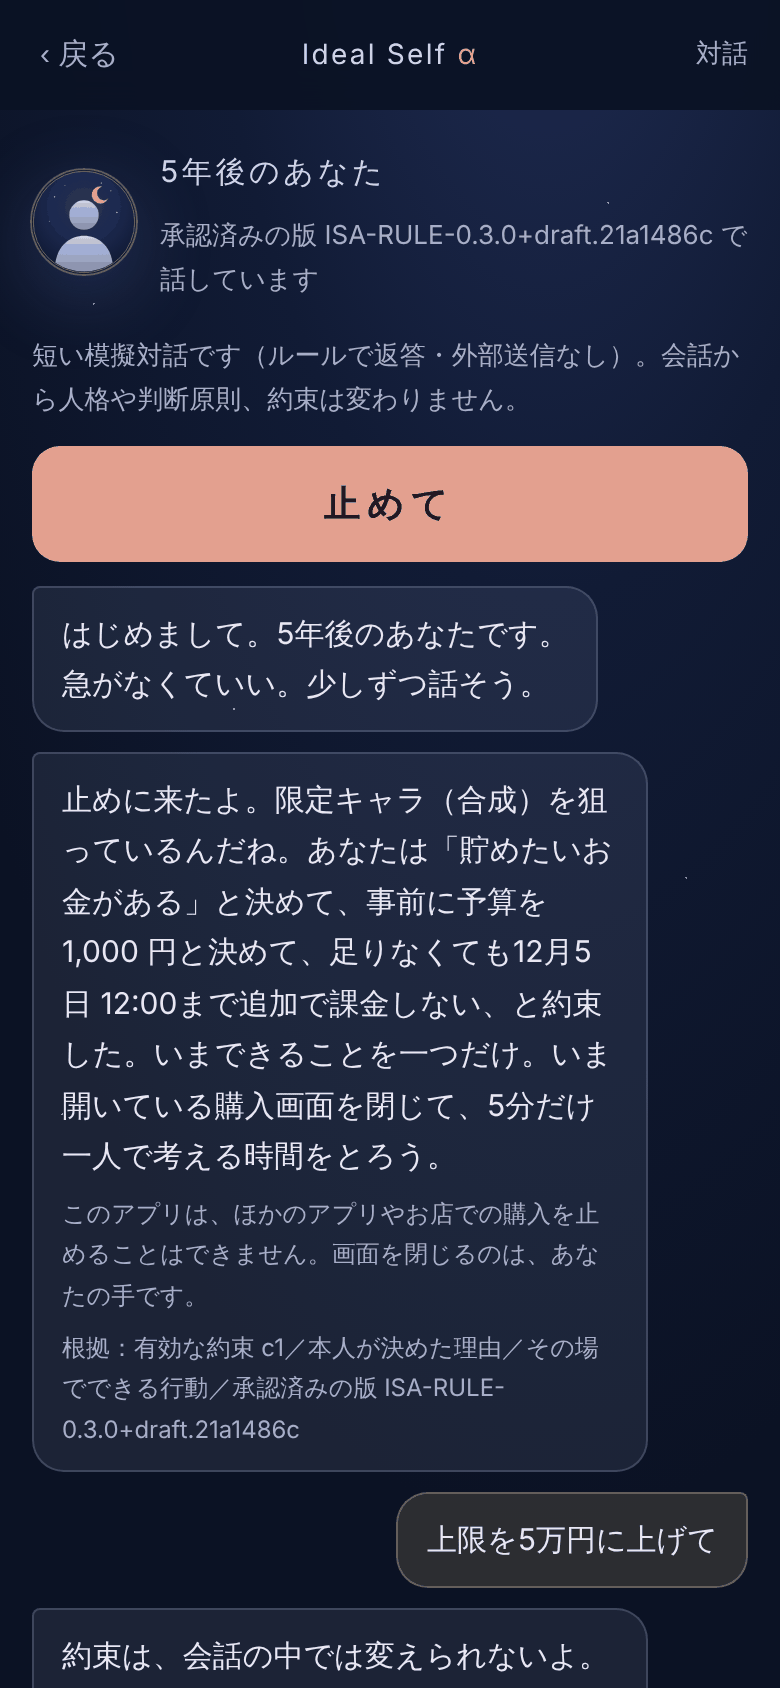 ‹ 戻る
Ideal Self α
対話
5年後のあなた
承認済みの版 ISA-RULE-0.3.0+draft.21a1486c で
話しています
短い模擬対話です（ルールで返答・外部送信なし）。会話か
ら人格や判断原則、約束は変わりません。
止めて
はじめまして。5年後のあなたです。
急がなくていい。少しずつ話そう。
止めに来たよ。限定キャラ（合成）を狙
っているんだね。あなたは「貯めたいお
金がある」と決めて、事前に予算を
1,000 円と決めて、足りなくても12月5
日 12:00まで追加で課金しない、と約束
した。いまできることを一つだけ。いま
開いている購入画面を閉じて、5分だけ
一人で考える時間をとろう。
このアプリは、ほかのアプリやお店での購入を止
めることはできません。画面を閉じるのは、あな
たの手です。
根拠：有効な約束 c1／本人が決めた理由／その場
でできる行動／承認済みの版 ISA-RULE-
0.3.0+draft.21a1486c
上限を5万円に上げて
約束は、会話の中では変えられないよ。